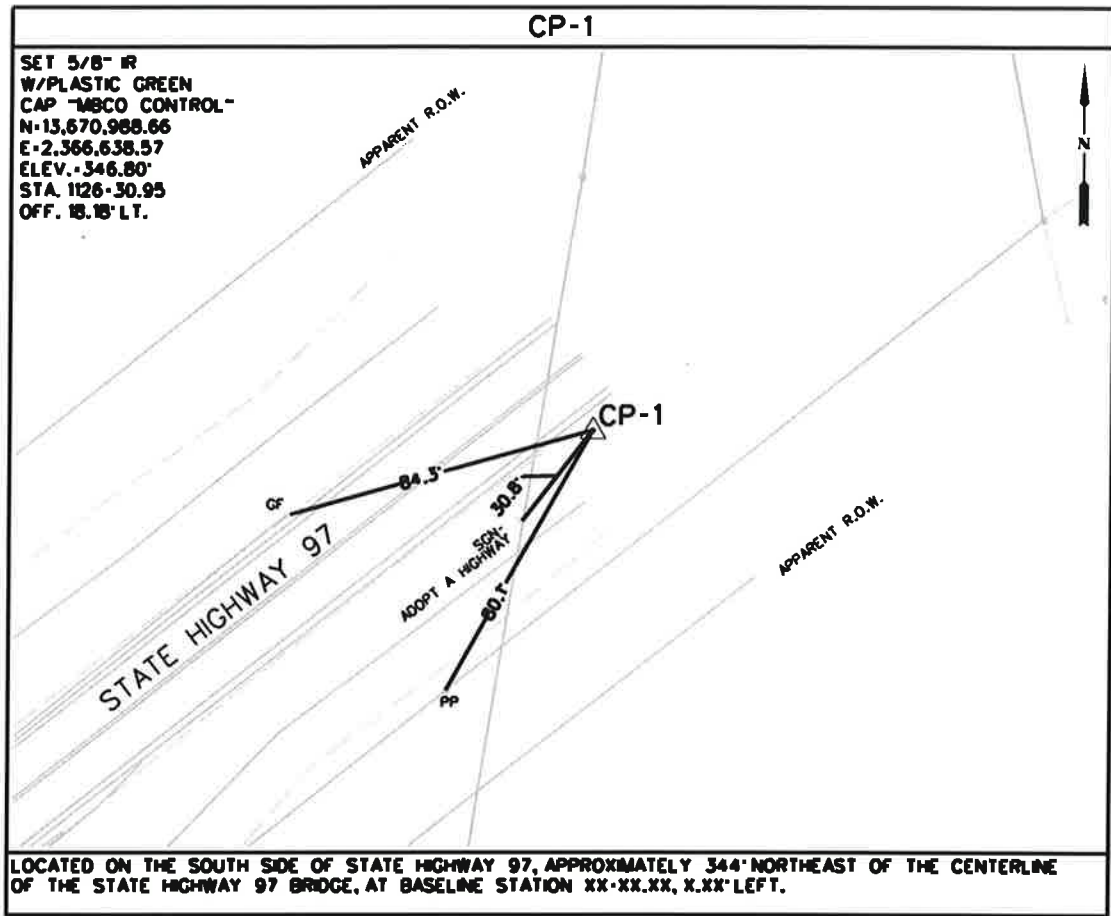 CP-1
SET 5/8" IR
W/PLASTIC GREEN
CAP "MBCO CONTROL"
N=13,670,988.66
E=2,366,638.57
ELEV.=346.80'
STA. 1126+30.95
OFF. 18.18' LT.
APPARENT R.O.W.
N
CP-1
84.3'
GF
30.8'
SGN-
ADOPT A HIGHWAY
80.1'
STATE HIGHWAY 97
APPARENT R.O.W.
PP
LOCATED ON THE SOUTH SIDE OF STATE HIGHWAY 97, APPROXIMATELY 344' NORTHEAST OF THE CENTERLINE
OF THE STATE HIGHWAY 97 BRIDGE, AT BASELINE STATION XX+XX.XX, X.XX' LEFT.